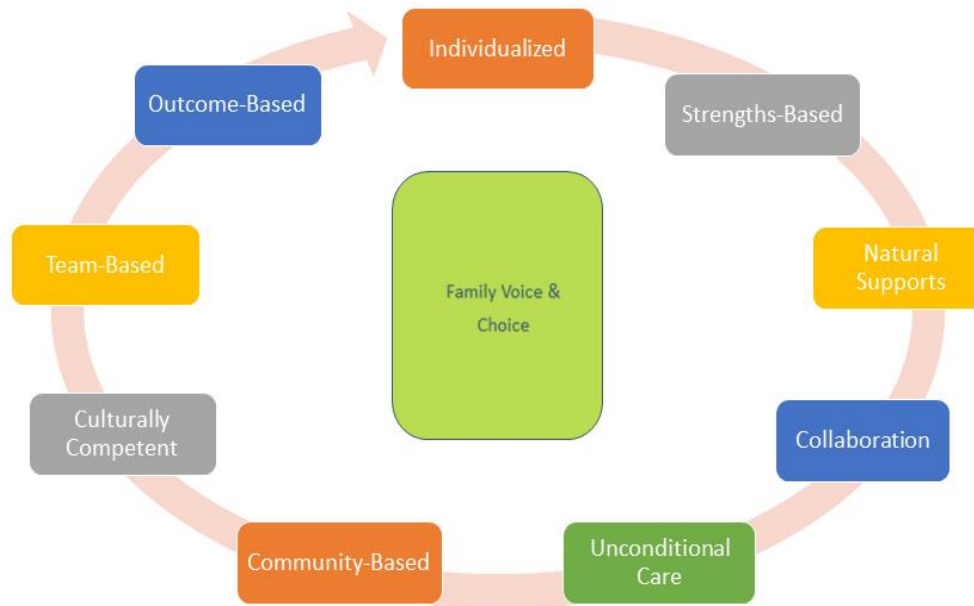 Individualized
Strengths-Based
Natural
Supports
Collaboration
Unconditional
Care
Community-Based
Culturally
Competent
Team-Based
Outcome-Based
Family Voice &
Choice